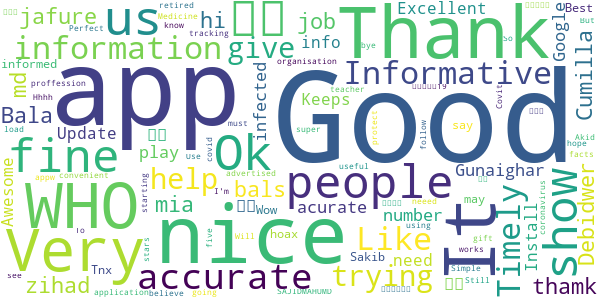 jafure us hi 
job Excellent Thank
information give info
md Informative Google
Bala app Infected Keeps Good Cumilla
Best But
retired Medicine know
Perfect tracking bye So
informed organisation
proffession teacher
Hhhh must
load Update
super Akid
hope
facts
fine play Ok
Wow acurate
Gunaighar say
follow protect
covid Use useful
advertised
I'm
WHO help bals people It
Timely Install show Debidwer
coronavirus
may
Awesome convenient appw
mia nice number
Like Sakib
need neeed gift
using works
Very starting stars five
hoax
Will Simple Still
see Tnx accurate trying thamk
zihad application believe going
lo
SAJIDMAHUMD
Covit